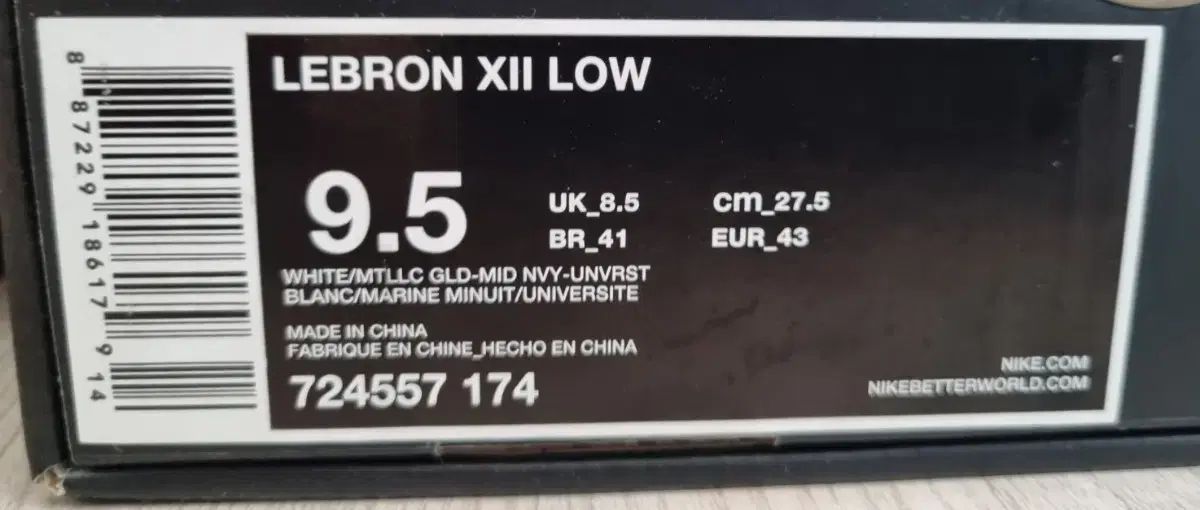 LEBRON XII LOW
9.5
UK_8.5 cm_27.5
BR_41 EUR_43
WHITE/MTLLC GLD-MID NVY-UNVRST
BLANC/MARINE MINUIT/UNIVERSITE
MADE IN CHINA
FABRIQUE EN CHINE_HECHO EN CHINA
724557 174
NIKE.COM
NIKEBETTERWORLD.COM
8 87229 18617 9 14